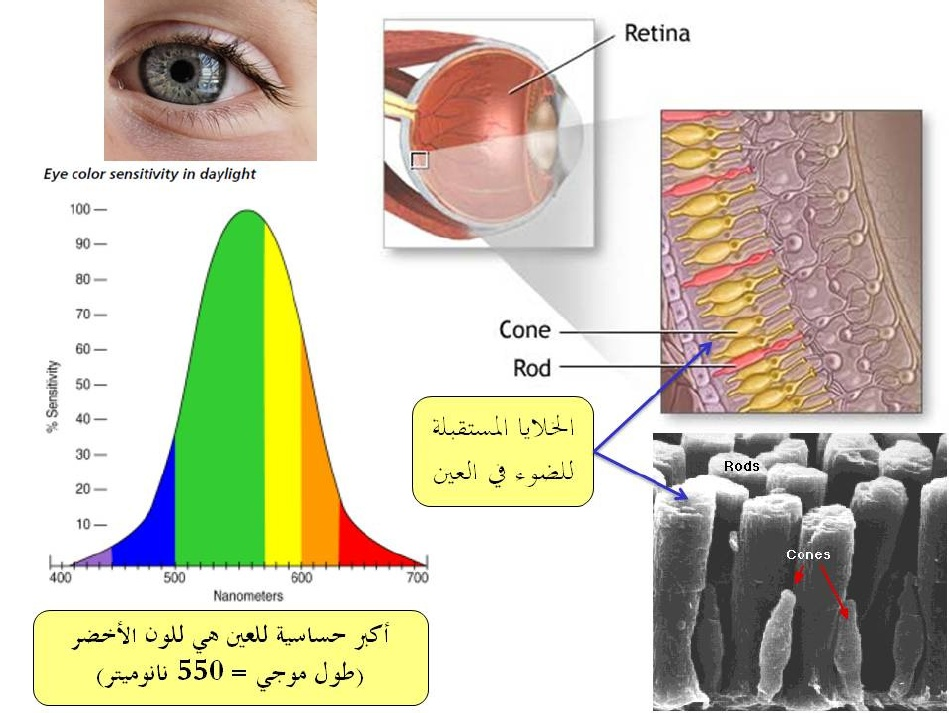 Retina
Eye color sensitivity in daylight
100
90
80
70
60
50
40
30
20
10
% Sensitivity
400 500 600 700
Nanometers
Cone
Rod
الخلايا المستقبلة
للضوء في العين
Rods
Cones
أكبر حساسية للعين هي للون الأخضر
(طول موجي = 550 نانوميتر)